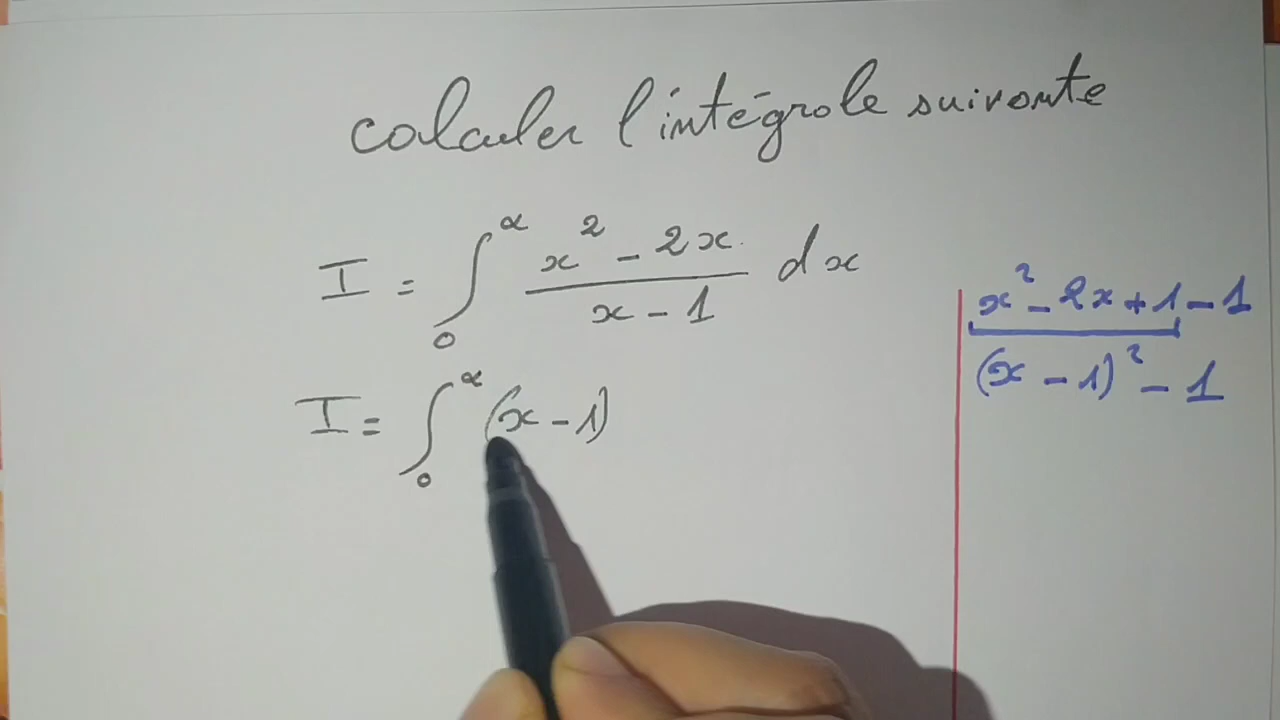 calculer l'intégrale suivante
I = ∫₀^α (x² - 2x)/(x - 1) dx
x² - 2x + 1 - 1
(x - 1)² - 1
I = ∫₀^α (x - 1)